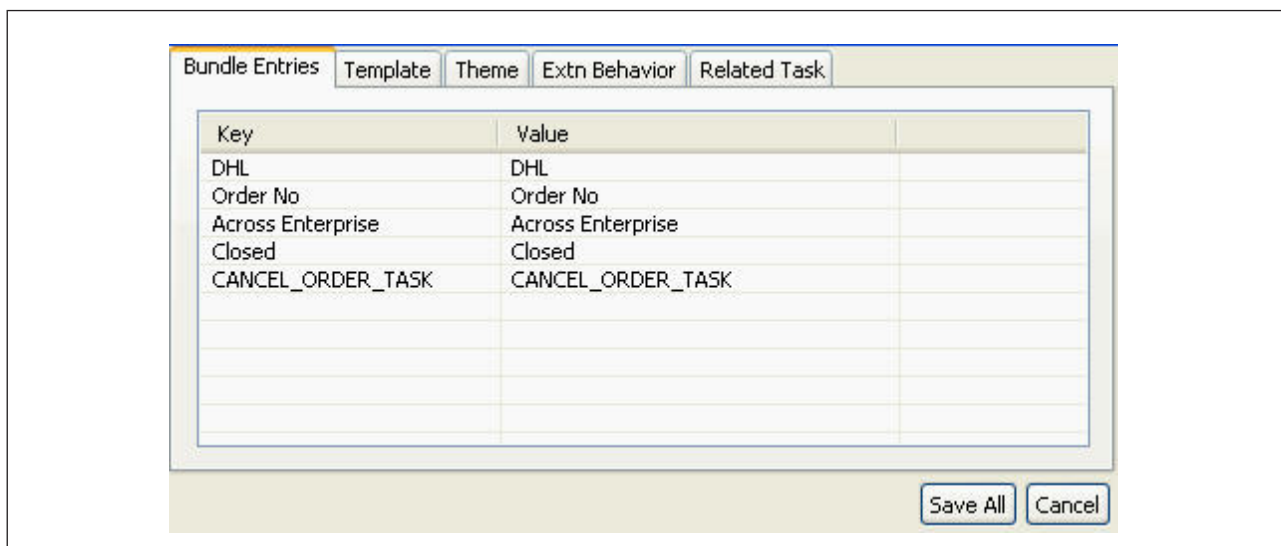 Bundle Entries Template Theme Extn Behavior Related Task
Key Value
DHL DHL
Order No Order No
Across Enterprise Across Enterprise
Closed Closed
CANCEL_ORDER_TASK CANCEL_ORDER_TASK
Save All Cancel